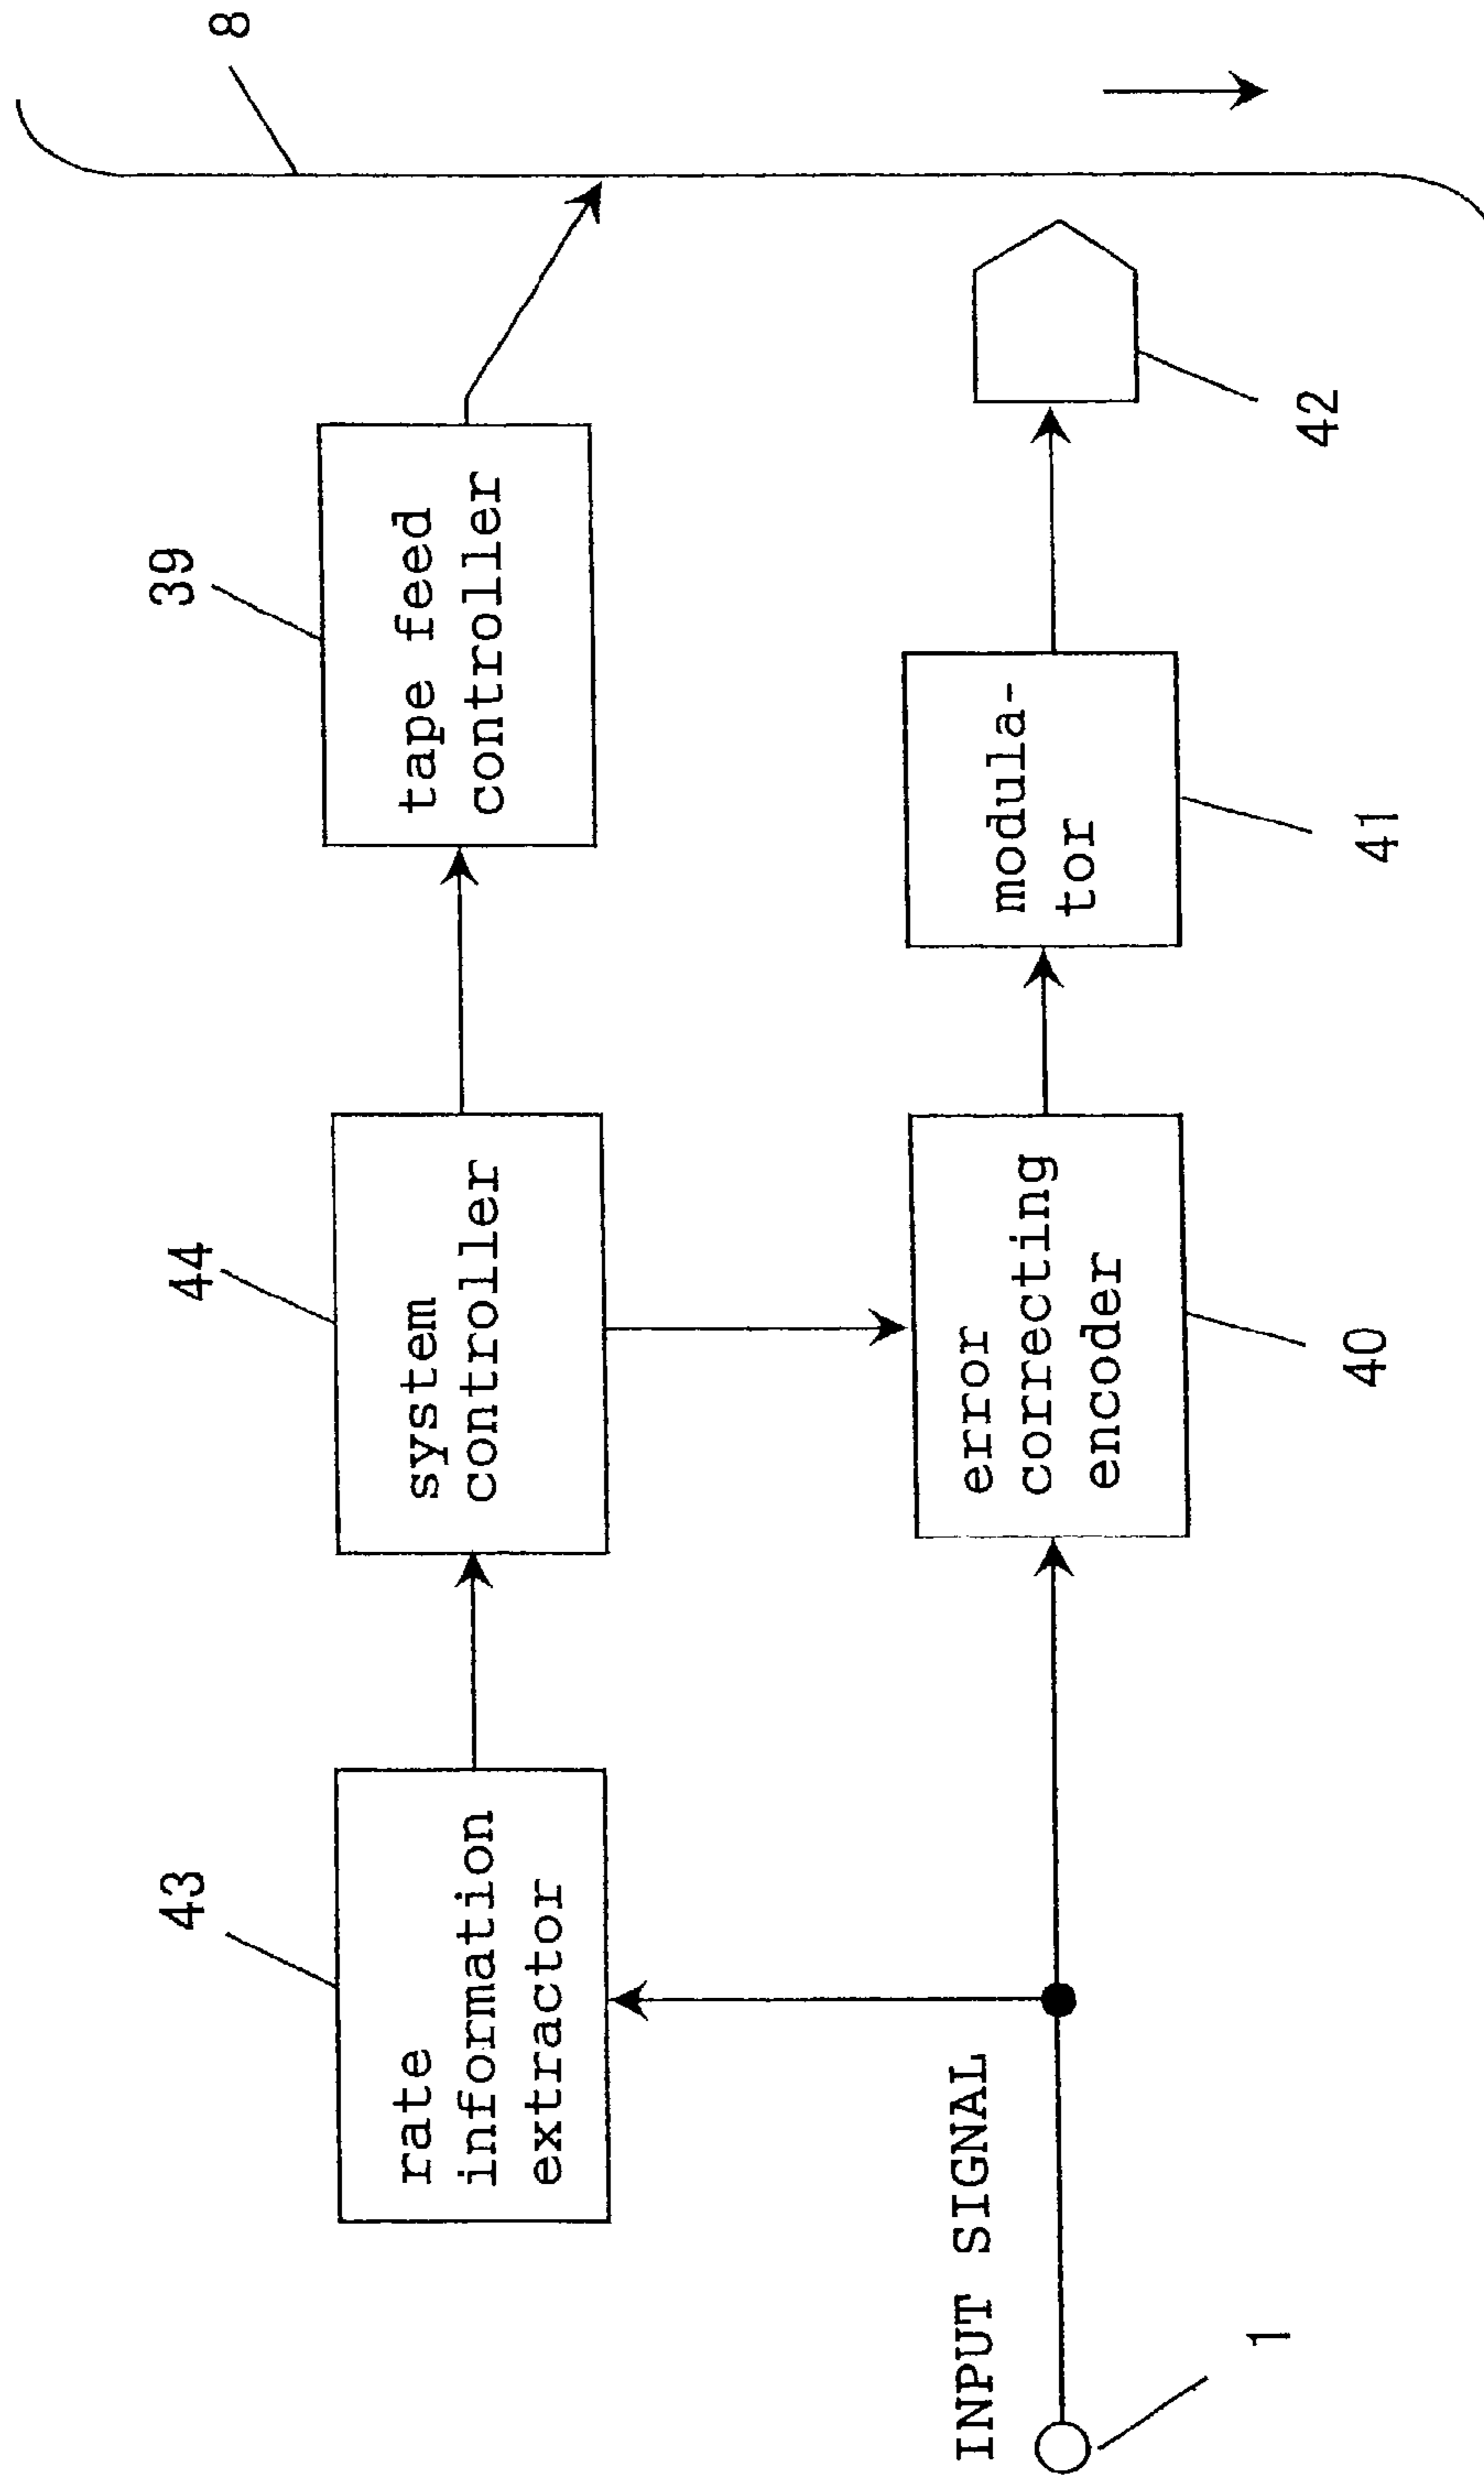 43
rate
information
extractor
44
system
controller
39
tape feed
controller
8
INPUT SIGNAL
1
error
correcting
encoder
40
modula-
tor
41
42